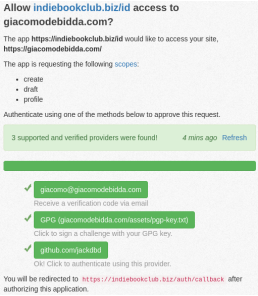 Allow indiebookclub.biz/id access to
giacomodebidda.com?
The app https://indiebookclub.biz/id would like to access your site,
https://giacomodebidda.com/
The app is requesting the following scopes:
• create
• draft
• profile
Authenticate using one of the methods below to approve this request.
3 supported and verified providers were found! 4 mins ago Refresh
giacomo@giacomodebidda.com
Receive a verification code via email
GPG (giacomodebidda.com/assets/pgp-key.txt)
Click to sign a challenge with your GPG key.
github.com/jackdbd
Ok! Click to authenticate using this provider.
You will be redirected to https://indiebookclub.biz/auth/callback after
authorizing this application.